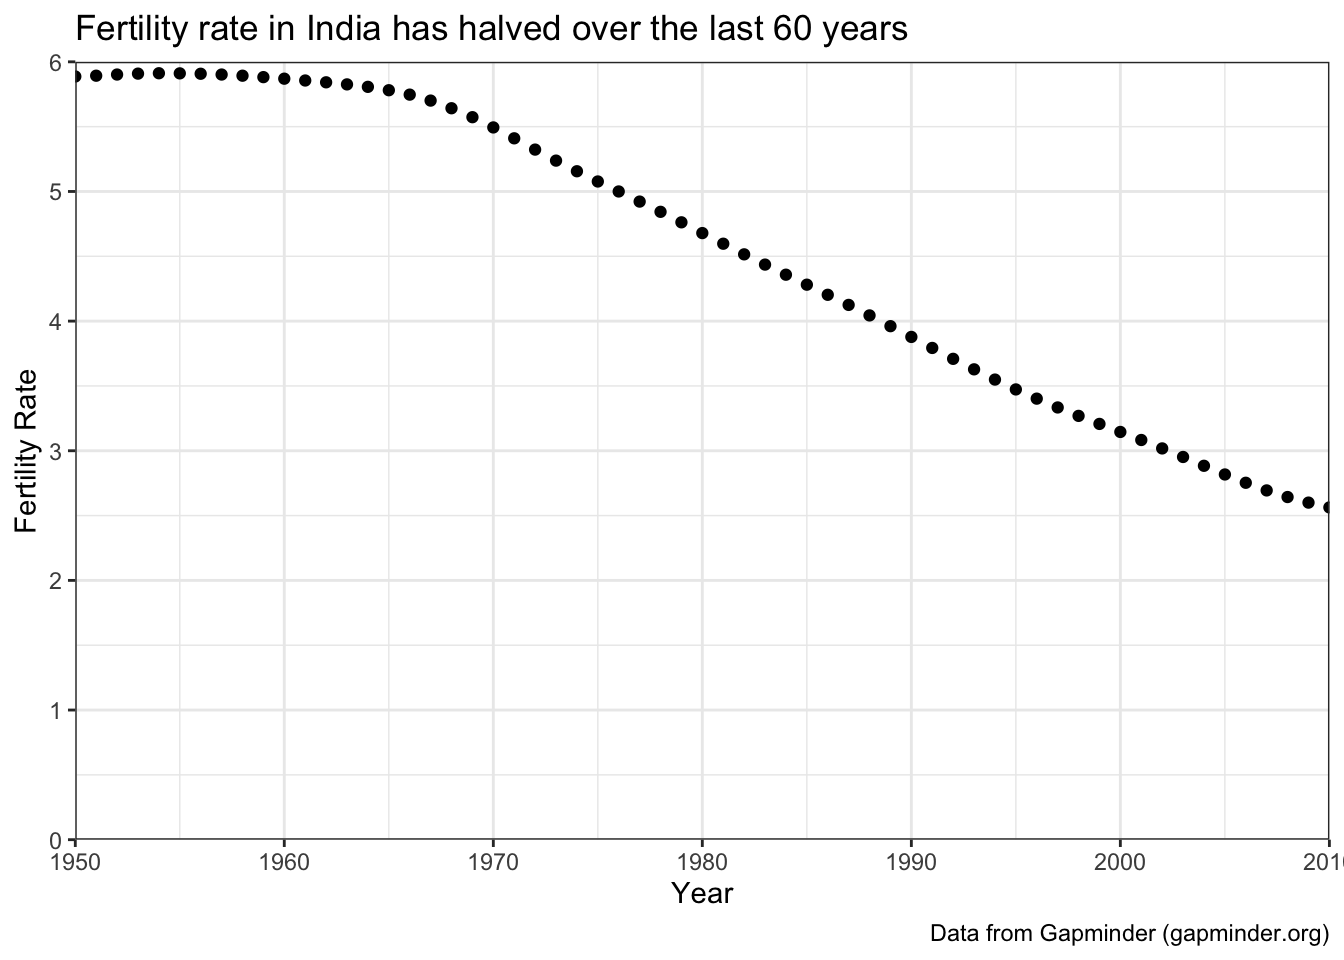 Fertility rate in India has halved over the last 60 years
6
5
4
3
2
1
0
Fertility Rate
1950 1960 1970 1980 1990 2000 201
Year
Data from Gapminder (gapminder.org)